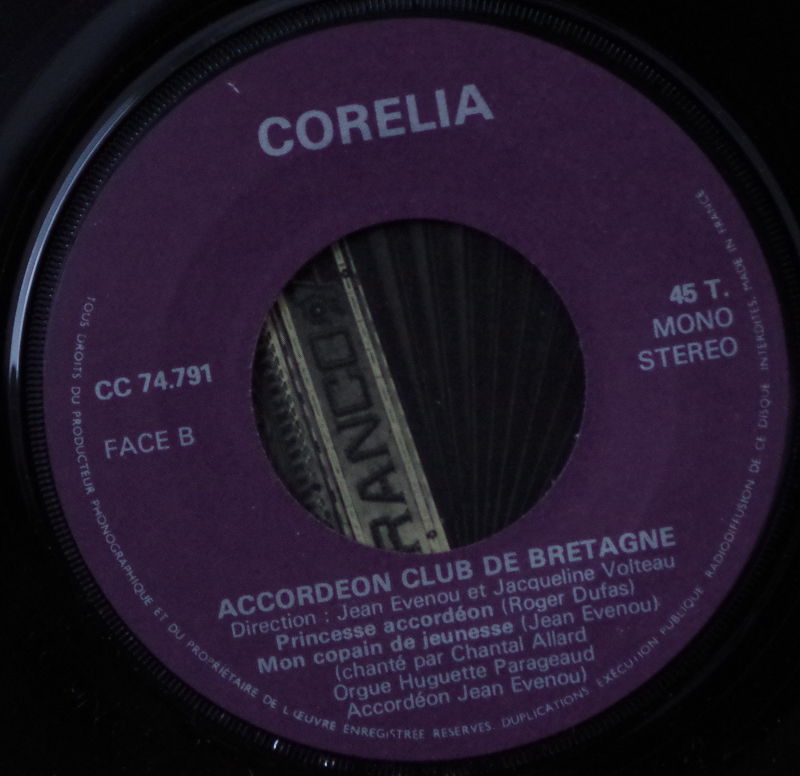 CORELIA
CC 74.791
FACE B
45 T.
MONO
STEREO
ACCORDEON CLUB DE BRETAGNE
Direction : Jean Evenou et Jacqueline Volteau
Princesse accordéon (Roger Dufas)
Mon copain de jeunesse (Jean Evenou)
(chanté par Chantal Allard
Orgue Huguette Parageaud
Accordéon Jean Evenou)
TOUS DROITS DU PRODUCTEUR PHONOGRAPHIQUE ET DU PROPRIÉTAIRE DE L'ŒUVRE ENREGISTRÉE RESERVES. DUPLICATIONS EXÉCUTION PUBLIQUE RADIODIFFUSION DE CE DISQUE INTERDITES. MADE IN FRANCE
RANCO